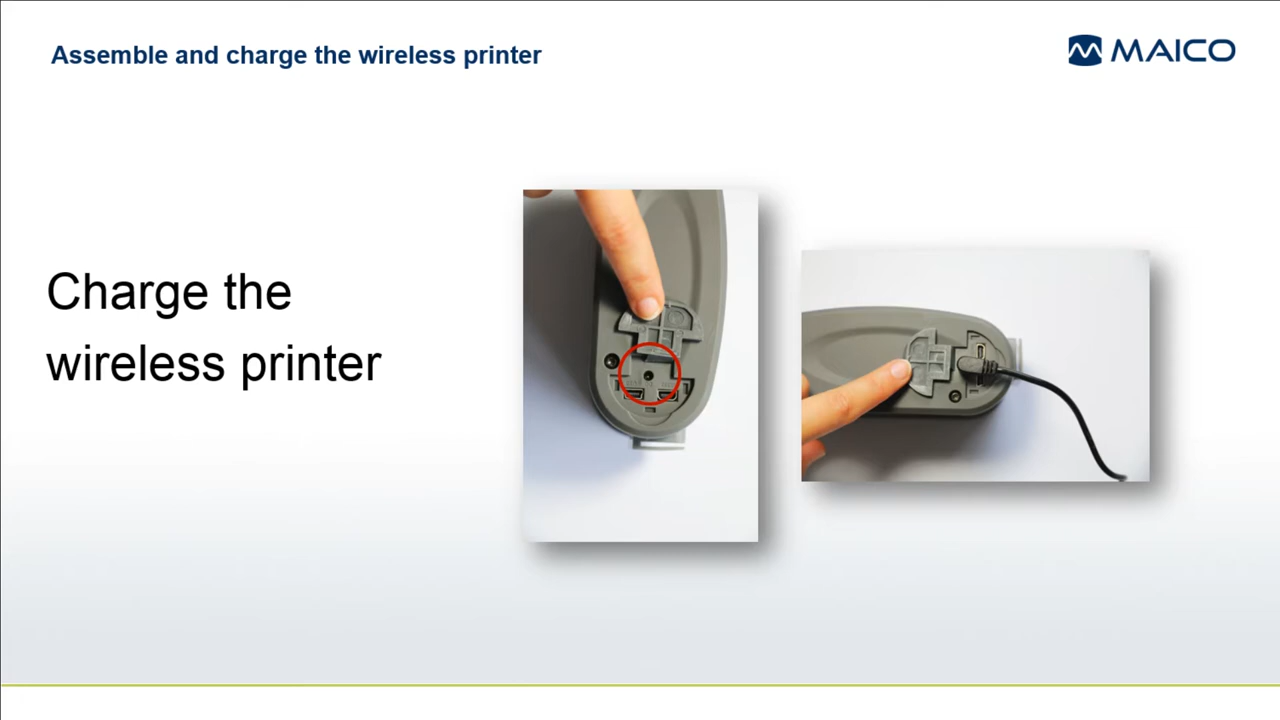 Assemble and charge the wireless printer
MAICO
Charge the
wireless printer